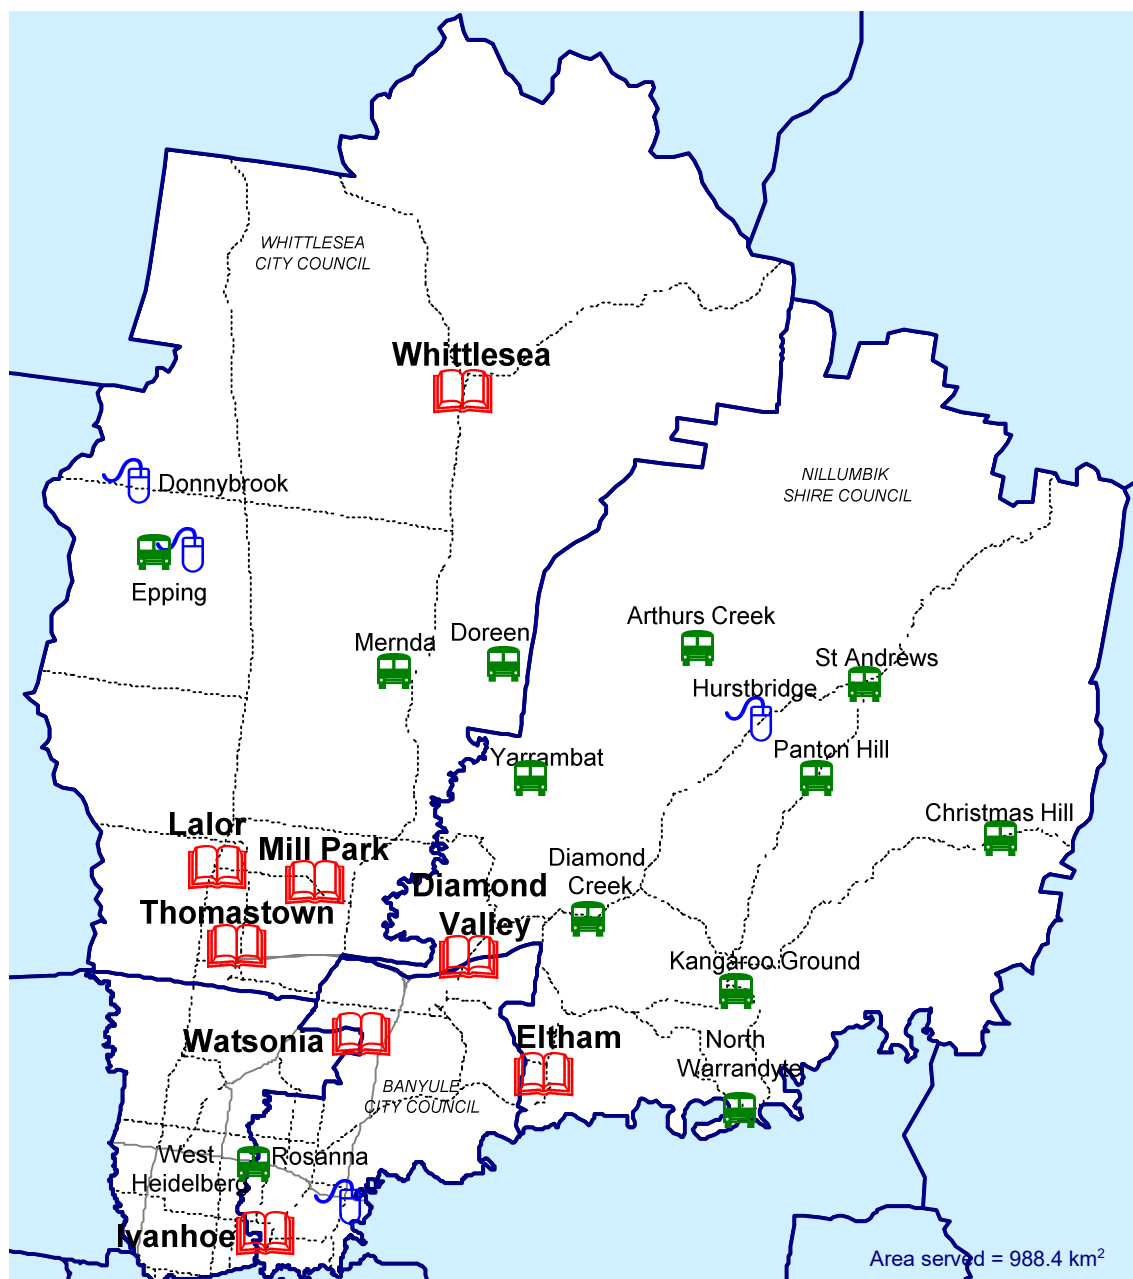 WHITTLESEA
CITY COUNCIL
Whittlesea
NILLUMBIK
SHIRE COUNCIL
Donnybrook
Epping
Arthurs Creek
Mernda
Doreen
St Andrews
Hurstbridge
Yarrambat
Panton Hill
Christmas Hill
Lalor
Mill Park
Diamond
Creek
Diamond
Valley
Thomastown
Kangaroo Ground
Watsonia
Eltham
North
Warrandyte
BANYULE
CITY COUNCIL
West
Heidelberg
Rosanna
Ivanhoe
Area served = 988.4 km²